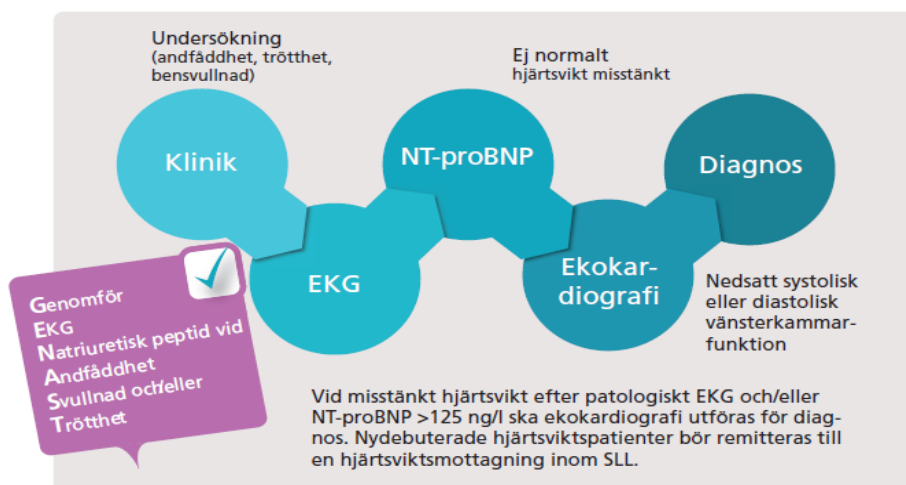 Undersökning
(andfåddhet, trötthet,
bensvullnad)
Ej normalt
hjärtsvikt misstänkt
Klinik
NT-proBNP
Diagnos
EKG
Ekokar-
diografi
Nedsatt systolisk
eller diastolisk
vänsterkammar-
funktion
Genomför
EKG
Natriuretisk peptid vid
Andfåddhet
Svullnad och/eller
Trötthet
Vid misstänkt hjärtsvikt efter patologiskt EKG och/eller
NT-proBNP >125 ng/l ska ekokardiografi utföras för diag-
nos. Nydebuterade hjärtsviktspatienter bör remitteras till
en hjärtsviktsmottagning inom SLL.